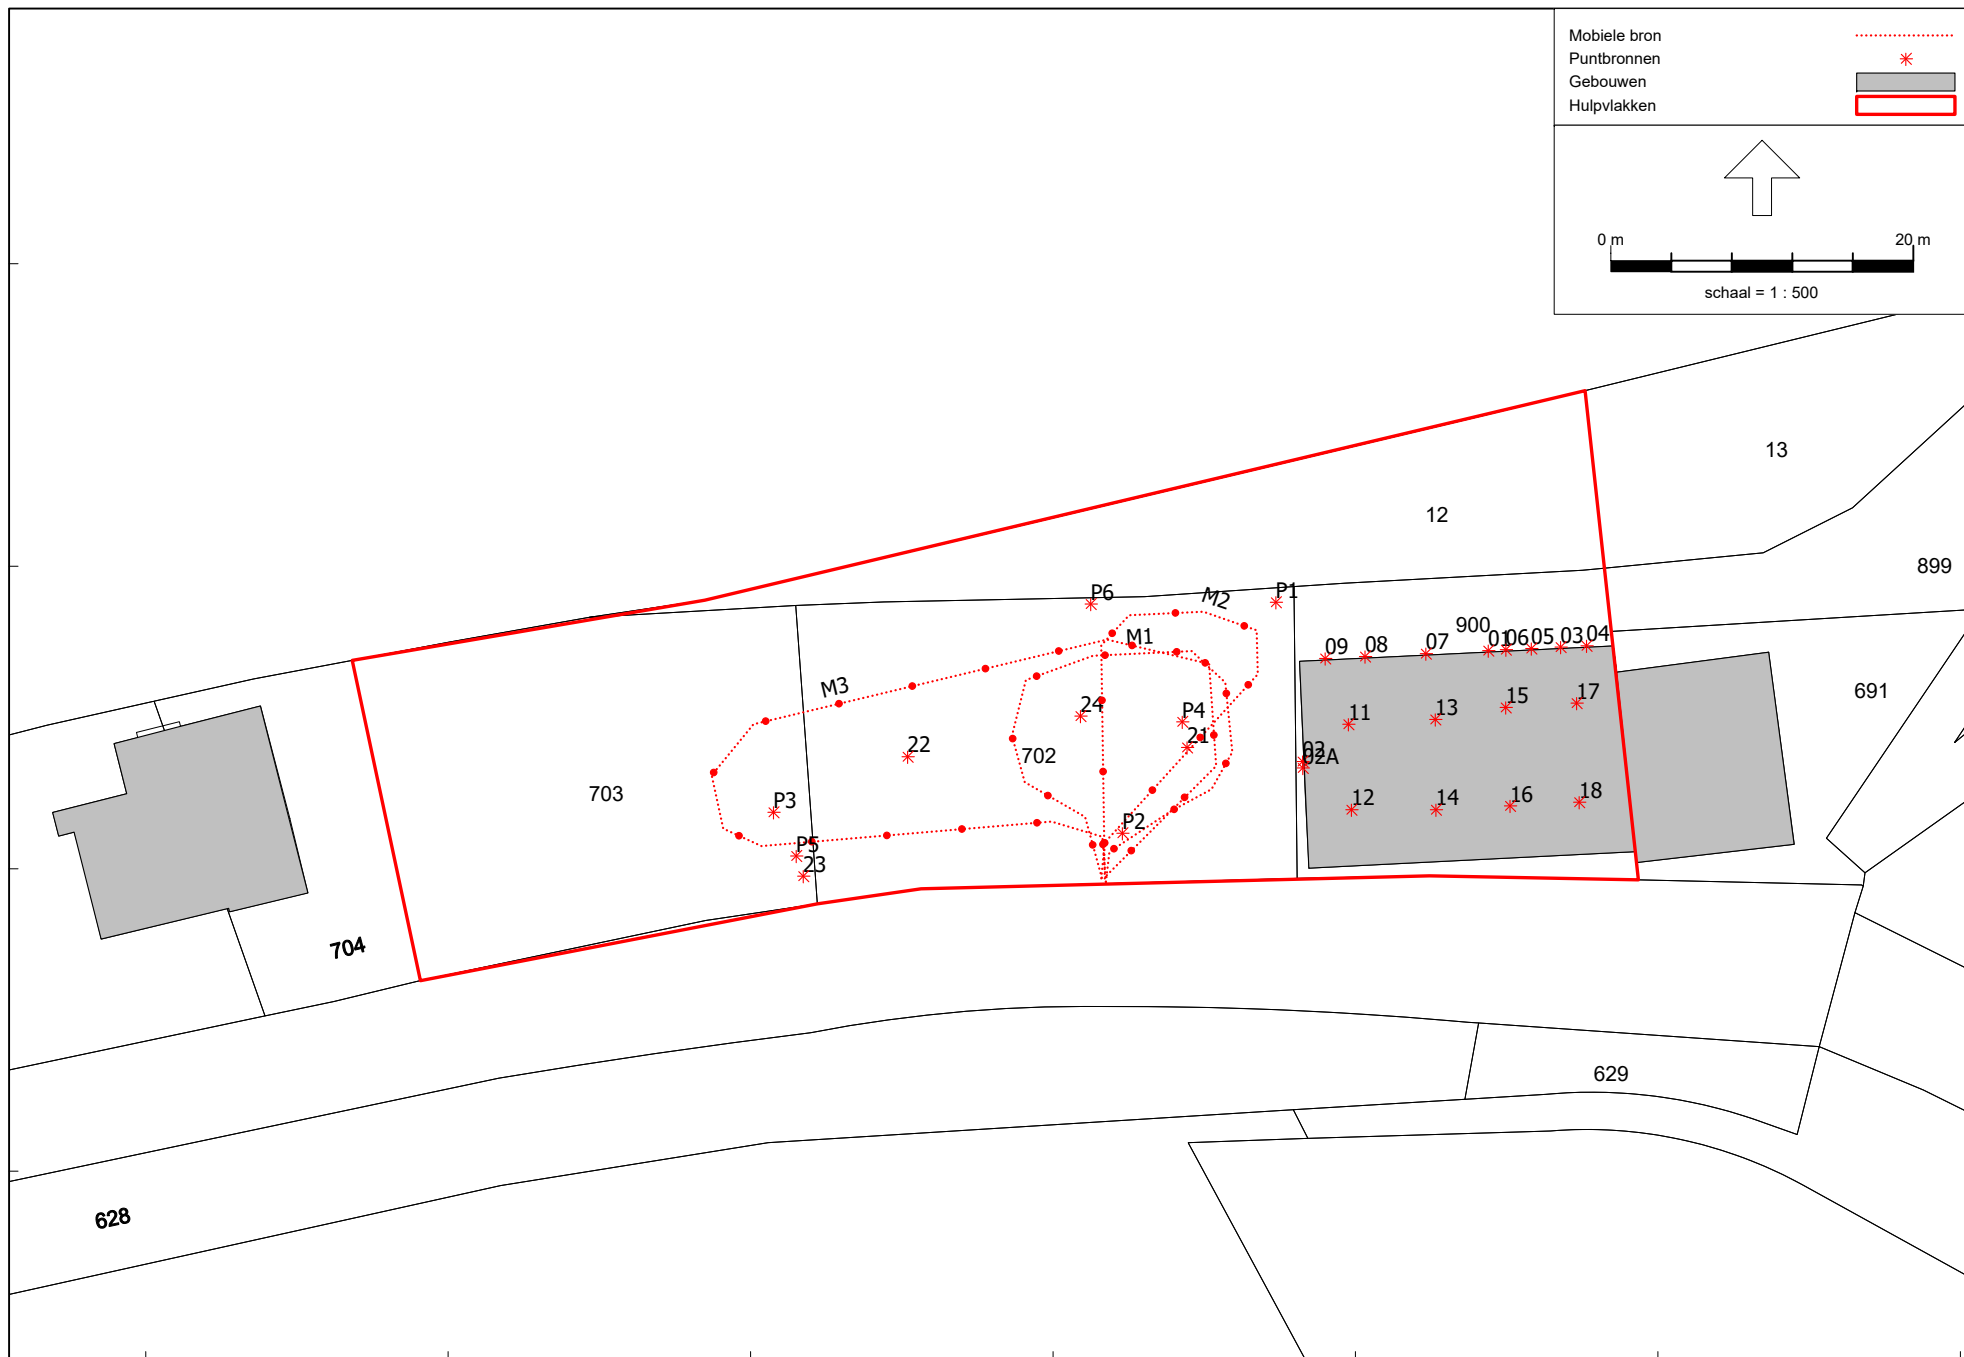 Mobiele bron
Puntbronnen
Gebouwen
Hulpvlakken
0 m 20 m
schaal = 1 : 500
13
12
899
P6 P1
M2
900
M1
09 08 07 01 06 05 03 04
M3
691
24 P4 11 13 15 17
21
22 702 02
02A
703
P3 12 14 16 18
P2
P5
23
704
629
628